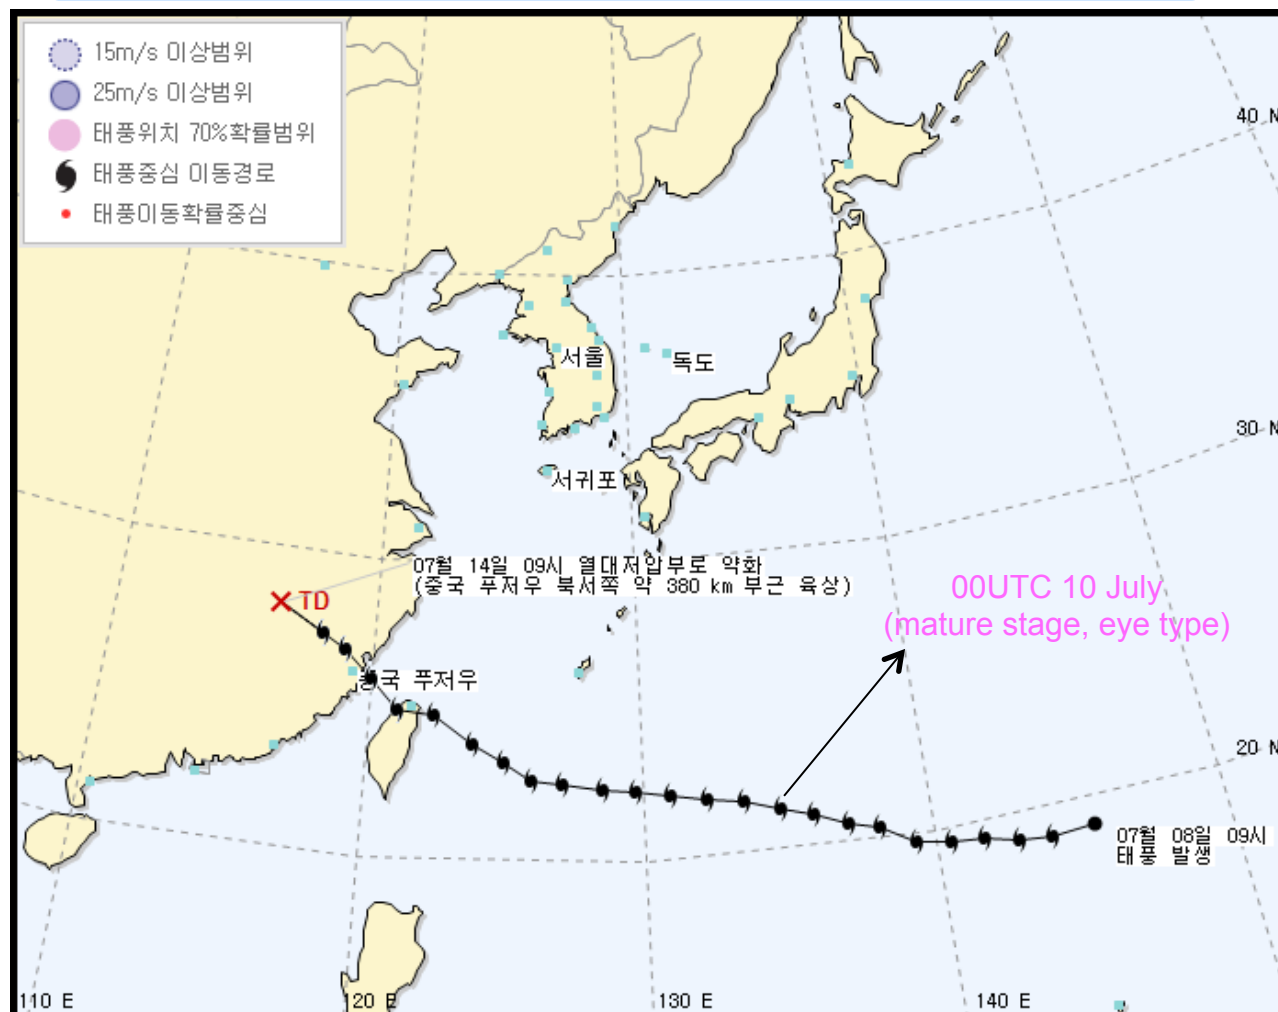 15m/s 이상범위
25m/s 이상범위
태풍위치 70%확률범위
태풍중심 이동경로
태풍이동확률중심
40 N
서울
독도
30 N
서귀포
07월 14일 09시 열대저압부로 약화
(중국 푸저우 북서쪽 약 380 km 부근 육상)
00UTC 10 July
(mature stage, eye type)
TD
중국 푸저우
20 N
07월 08일 09시
태풍 발생
110 E
120 E
130 E
140 E